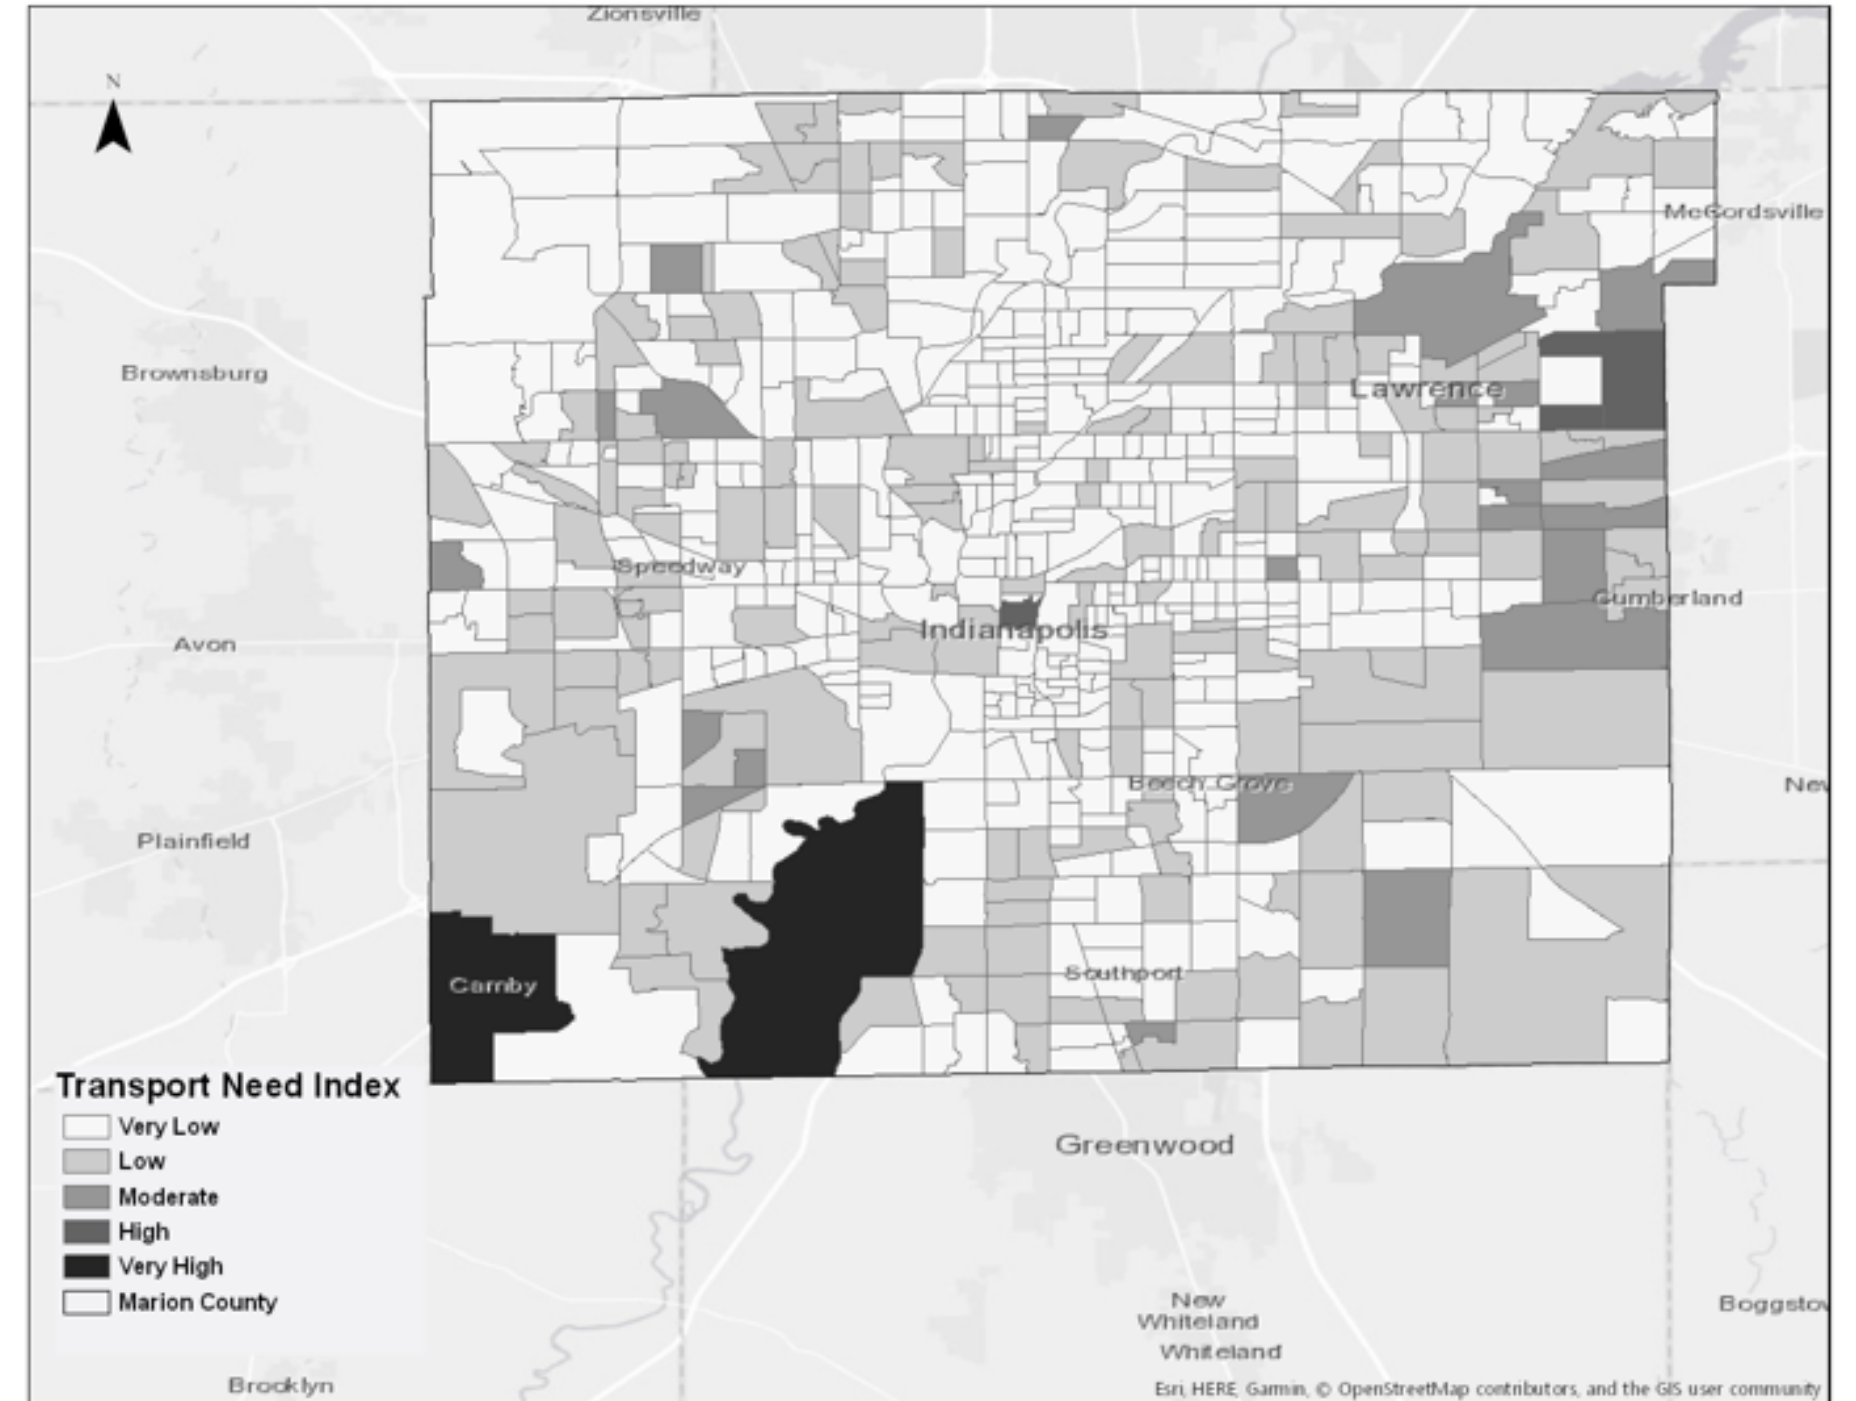 Zionsville
N
McCordsville
Brownsburg
Lawrence
Speedway
Cumberland
Indianapolis
Avon
Beech Grove
New
Plainfield
Southport
Camby
Transport Need Index
Very Low
Low
Moderate
High
Very High
Marion County
Greenwood
New
Whiteland
Whiteland
Boggstov
Brooklyn
Esri, HERE, Garmin, © OpenStreetMap contributors, and the GIS user community